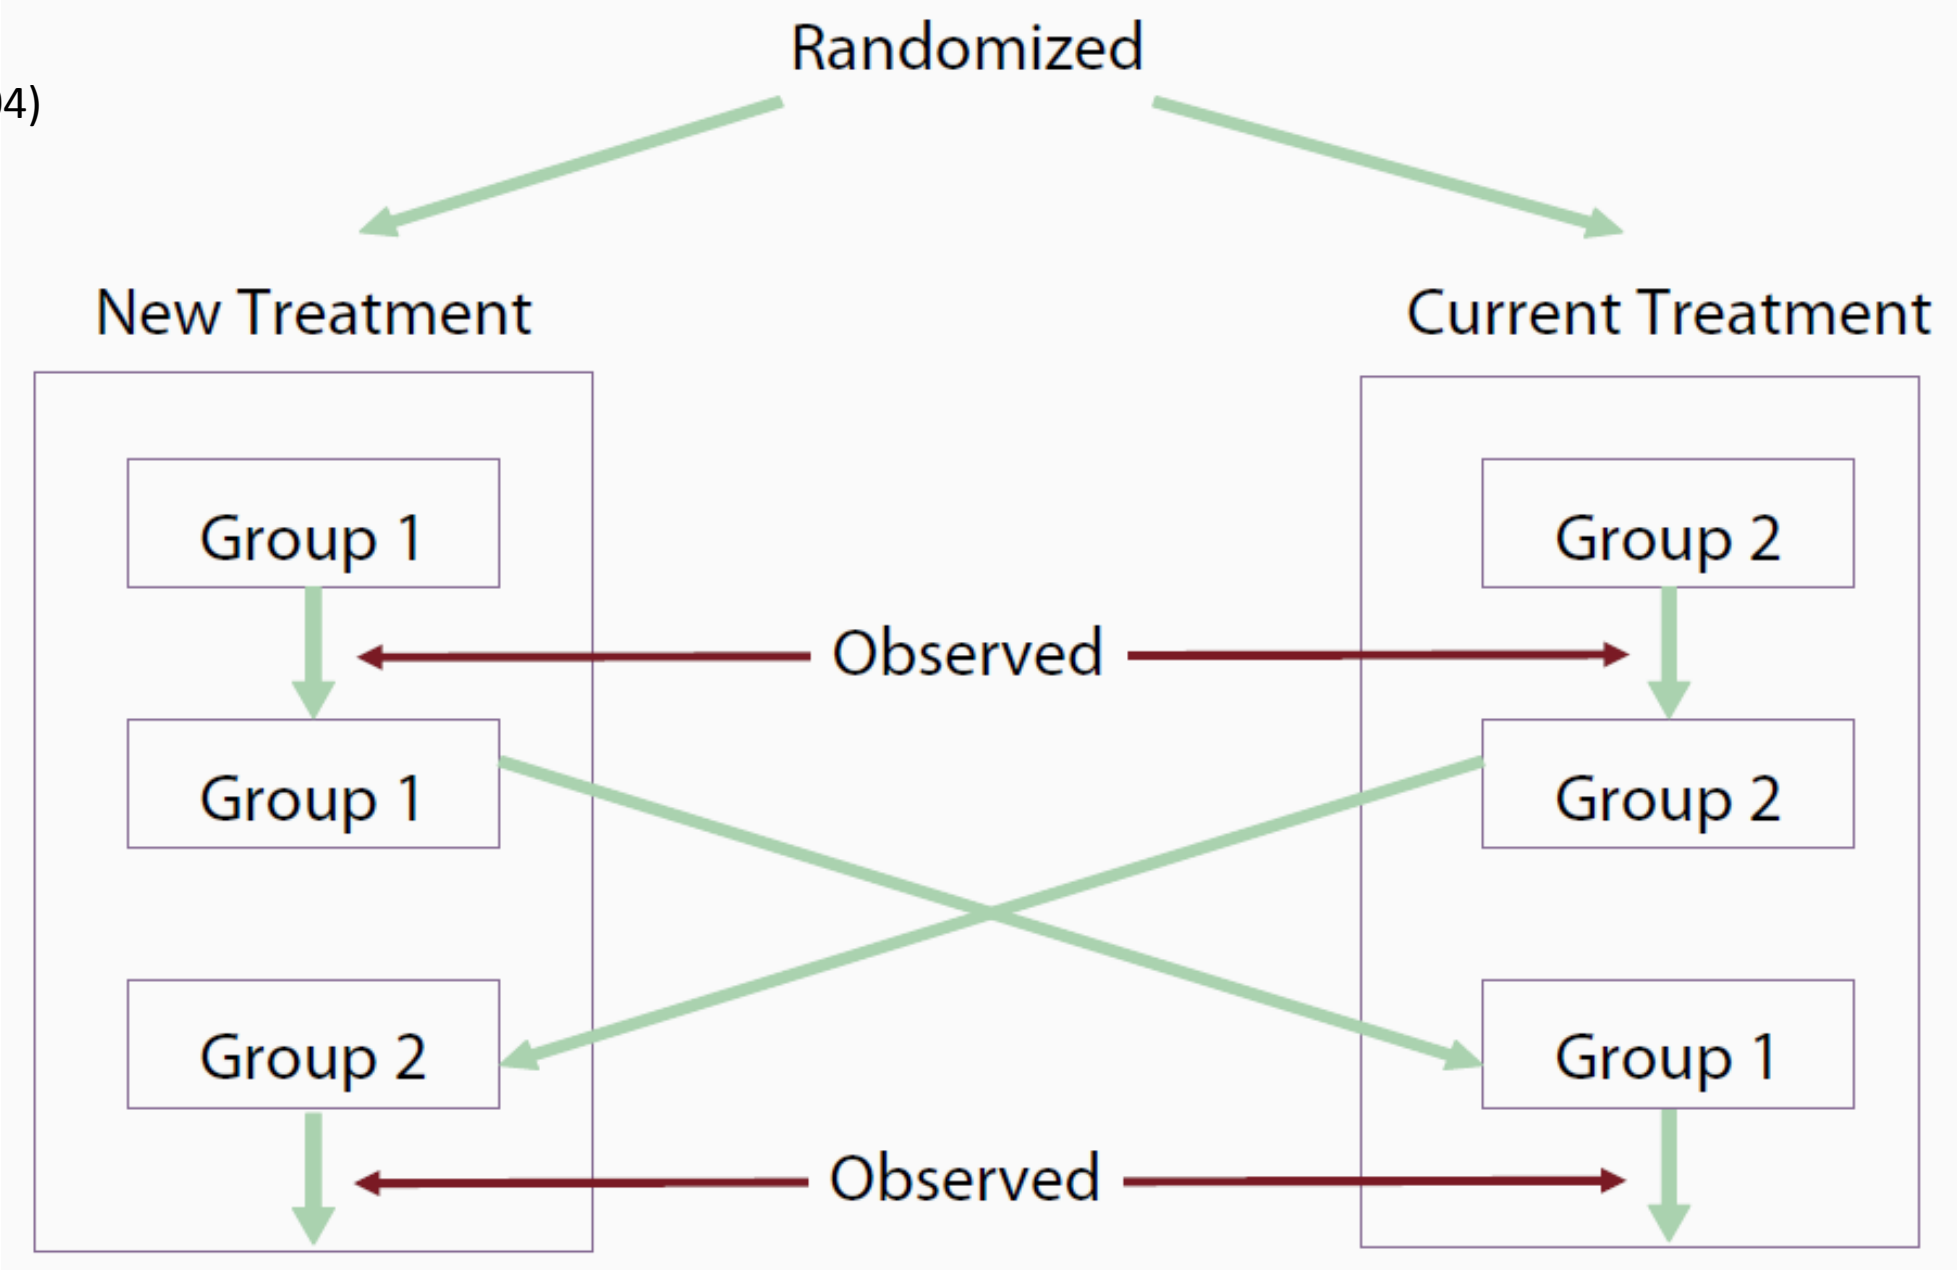 Randomized
4)
New Treatment
Current Treatment
Group 1
Group 2
Observed
Group 1
Group 2
Group 2
Group 1
Observed